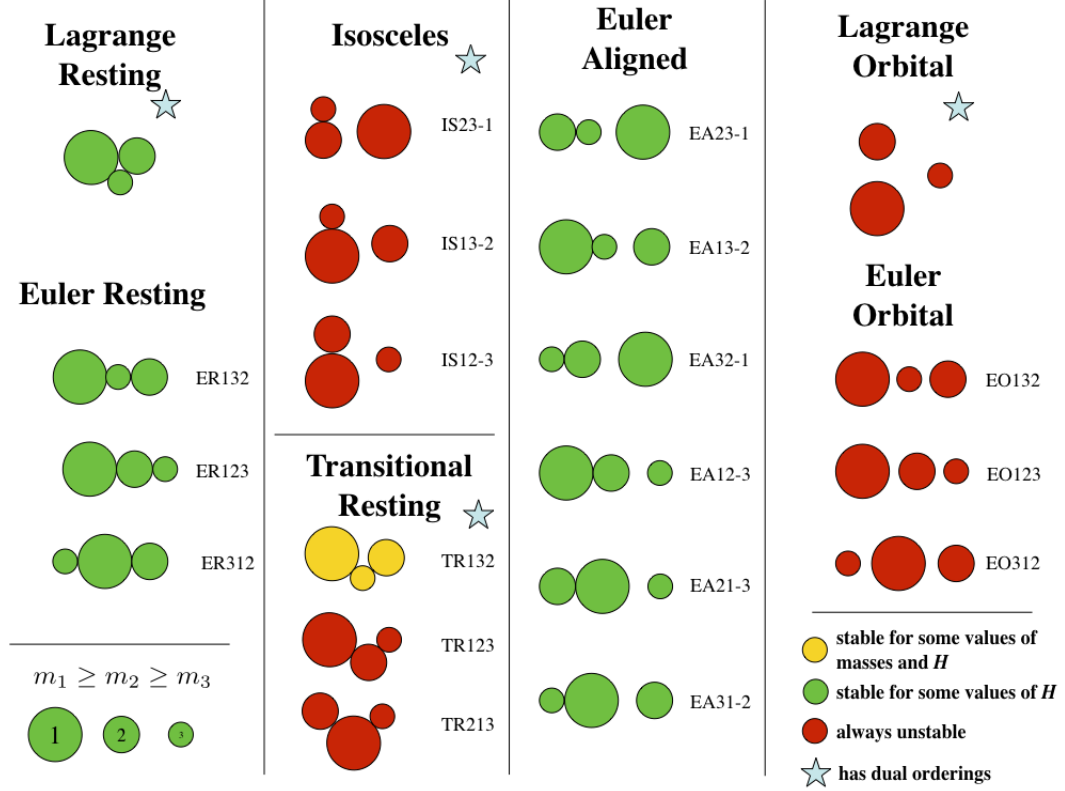 Lagrange
Resting
Euler Resting
ER132
ER123
ER312
m₁ ≥ m₂ ≥ m₃
1
2
3
Isosceles
IS23-1
IS13-2
IS12-3
Transitional
Resting
TR132
TR123
TR213
Euler
Aligned
EA23-1
EA13-2
EA32-1
EA12-3
EA21-3
EA31-2
Lagrange
Orbital
Euler
Orbital
EO132
EO123
EO312
stable for some values of
masses and H
stable for some values of H
always unstable
has dual orderings